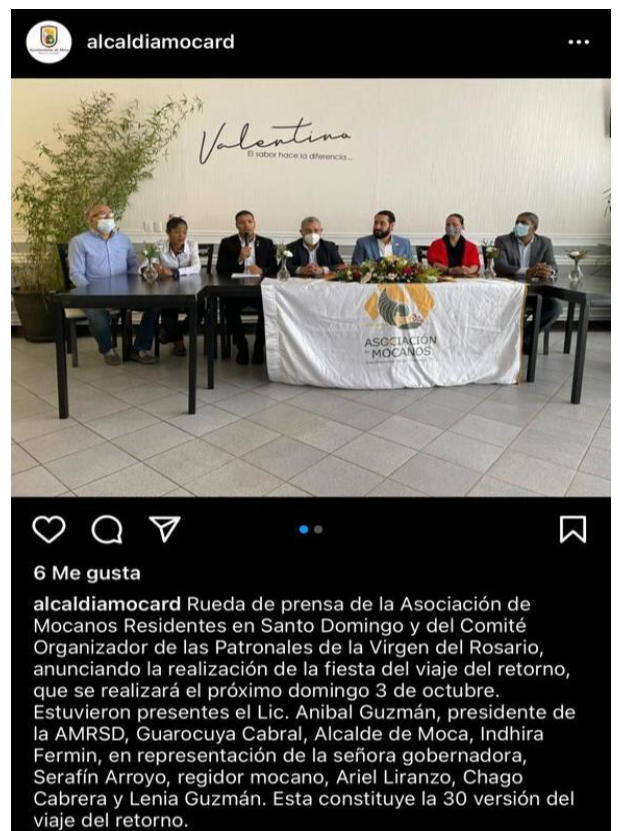 alcaldiamocard
Valentina
El sabor hace la diferencia...
ASOCIACIÓN
MOCANOS
6 Me gusta
alcaldiamocard Rueda de prensa de la Asociación de
Mocanos Residentes en Santo Domingo y del Comité
Organizador de las Patronales de la Virgen del Rosario,
anunciando la realización de la fiesta del viaje del retorno,
que se realizará el próximo domingo 3 de octubre.
Estuvieron presentes el Lic. Anibal Guzmán, presidente de
la AMRSD, Guarocuya Cabral, Alcalde de Moca, Indhira
Fermin, en representación de la señora gobernadora,
Serafín Arroyo, regidor mocano, Ariel Liranzo, Chago
Cabrera y Lenia Guzmán. Esta constituye la 30 versión del
viaje del retorno.